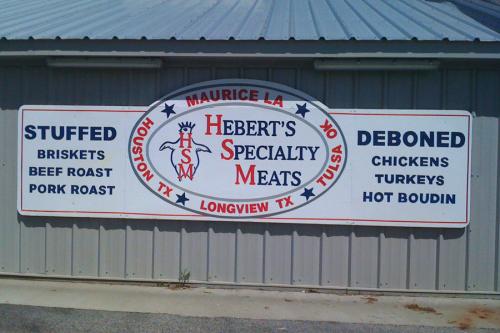 STUFFED
BRISKETS
BEEF ROAST
PORK ROAST
MAURICE LA
HOUSTON TX
TULSA OK
LONGVIEW TX
HSM
HEBERT'S
SPECIALTY
MEATS
DEBONED
CHICKENS
TURKEYS
HOT BOUDIN